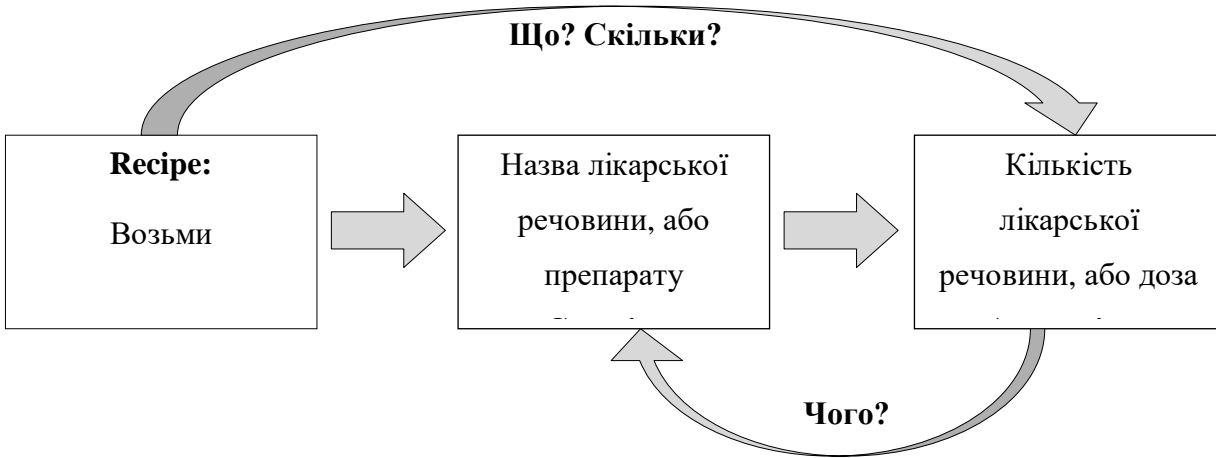 Що? Скільки?
Recipe:
Возьми
Назва лікарської
речовини, або
препарату
Кількість
лікарської
речовини, або доза
Чого?